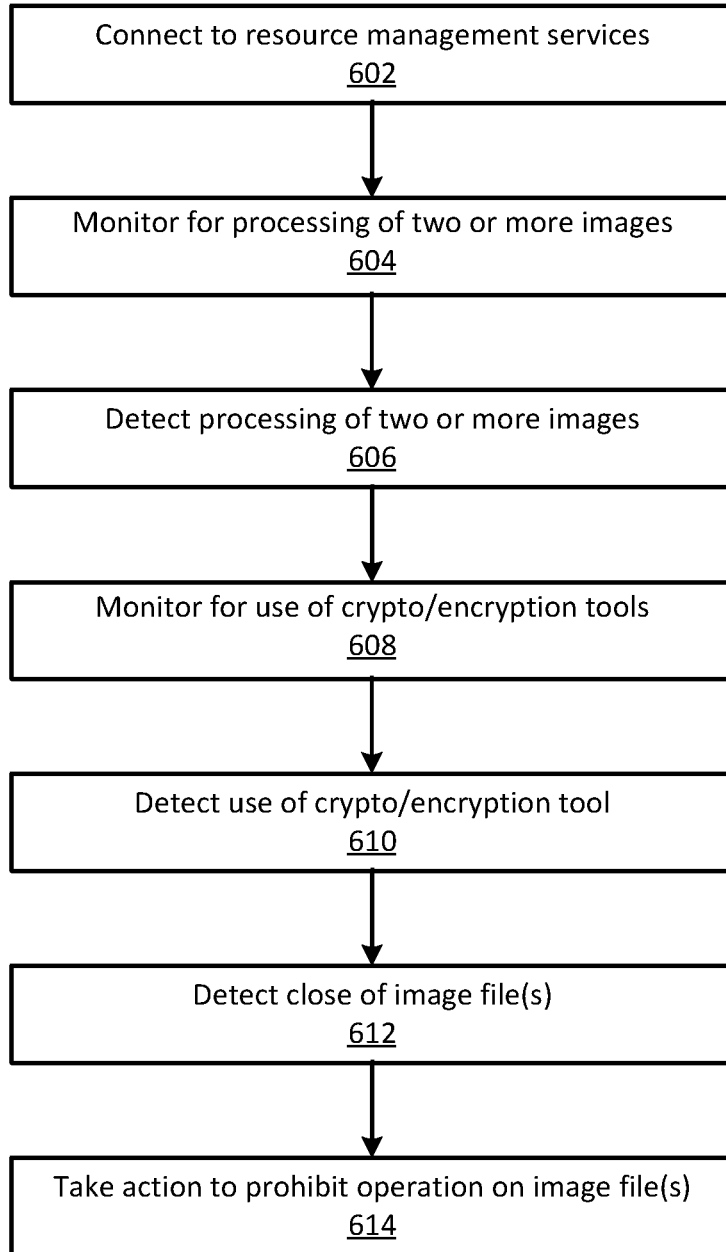 Connect to resource management services
602
Monitor for processing of two or more images
604
Detect processing of two or more images
606
Monitor for use of crypto/encryption tools
608
Detect use of crypto/encryption tool
610
Detect close of image file(s)
612
Take action to prohibit operation on image file(s)
614